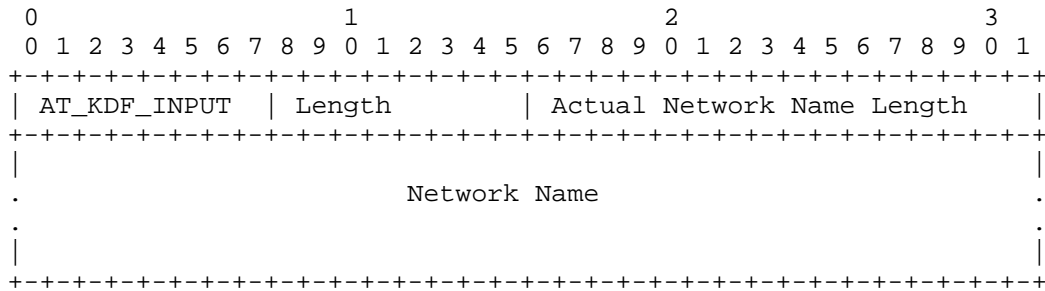 0                   1                   2                   3
 0 1 2 3 4 5 6 7 8 9 0 1 2 3 4 5 6 7 8 9 0 1 2 3 4 5 6 7 8 9 0 1
+-+-+-+-+-+-+-+-+-+-+-+-+-+-+-+-+-+-+-+-+-+-+-+-+-+-+-+-+-+-+-+-+
| AT_KDF_INPUT  | Length        | Actual Network Name Length    |
+-+-+-+-+-+-+-+-+-+-+-+-+-+-+-+-+-+-+-+-+-+-+-+-+-+-+-+-+-+-+-+-+
|                                                               |
.                        Network Name                           .
.                                                               .
|                                                               |
+-+-+-+-+-+-+-+-+-+-+-+-+-+-+-+-+-+-+-+-+-+-+-+-+-+-+-+-+-+-+-+-+